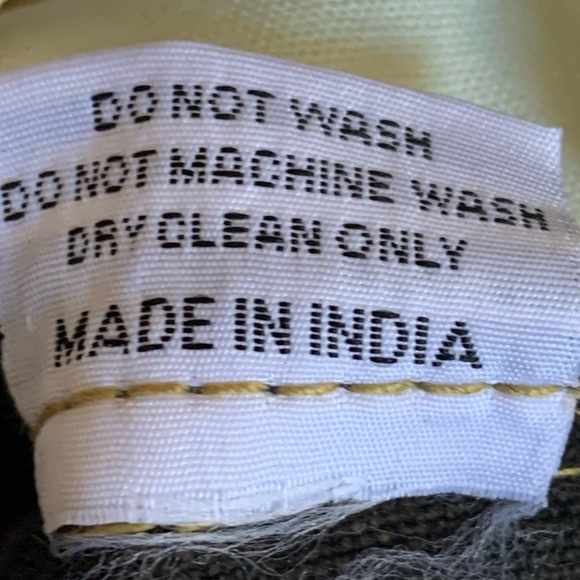 DO NOT WASH
DO NOT MACHINE WASH
DRY CLEAN ONLY
MADE IN INDIA